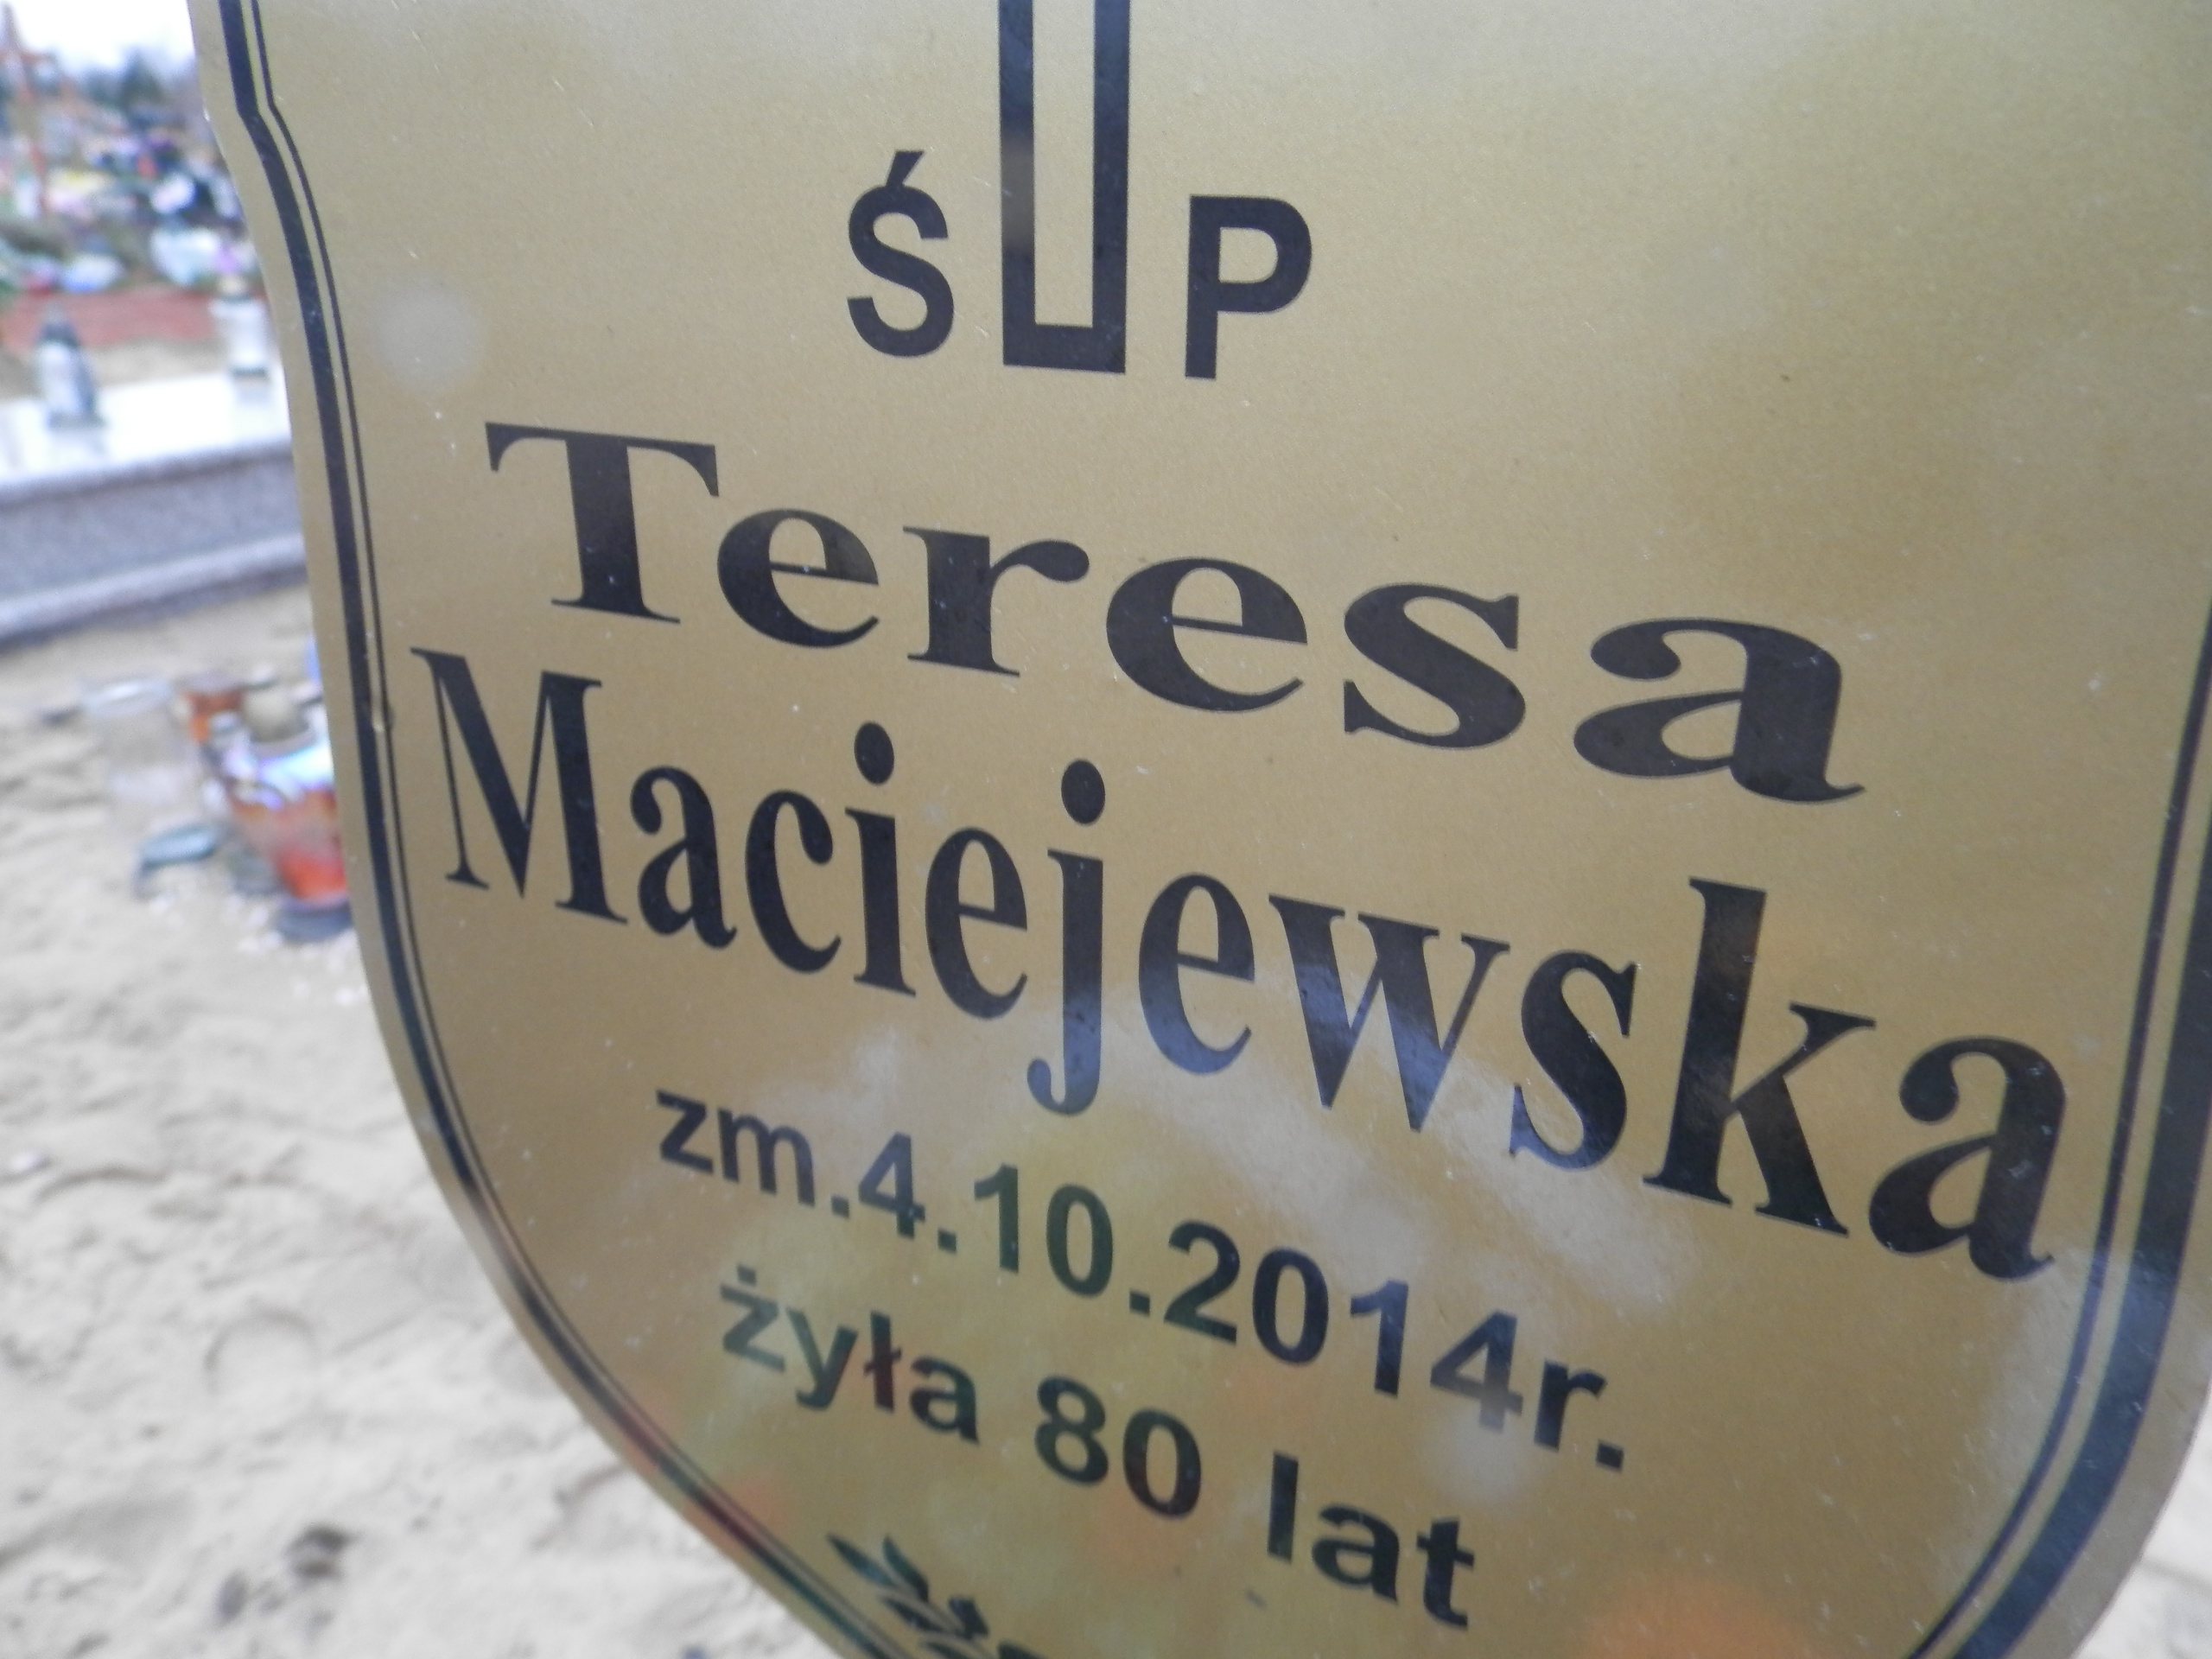 Ś P
Teresa
Maciejewska
zm.4.10.2014r.
żyła 80 lat